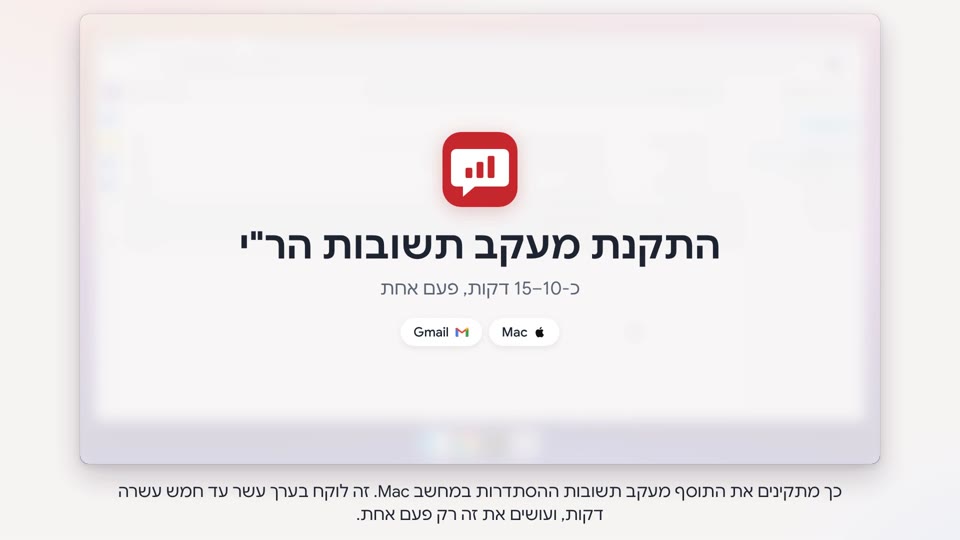 התקנת מעקב תשובות הר"י
כ-10–15 דקות, פעם אחת
Mac
Gmail
כך מתקינים את התוסף מעקב תשובות ההסתדרות במחשב Mac. זה לוקח בערך עשר עד חמש עשרה
דקות, ועושים את זה רק פעם אחת.